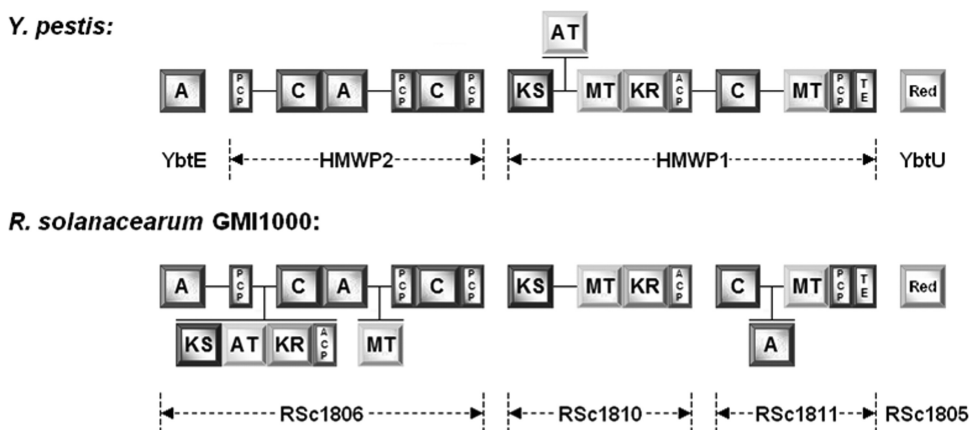 Y. pestis:
AT
A PCP C A PCP C PCP KS MT KR ACP C MT PCP TE Red
YbtE HMWP2 HMWP1 YbtU
R. solanacearum GMI1000:
A PCP C A PCP C PCP KS MT KR ACP C MT PCP TE Red
KS AT KR ACP MT A
RSc1806 RSc1810 RSc1811 RSc1805